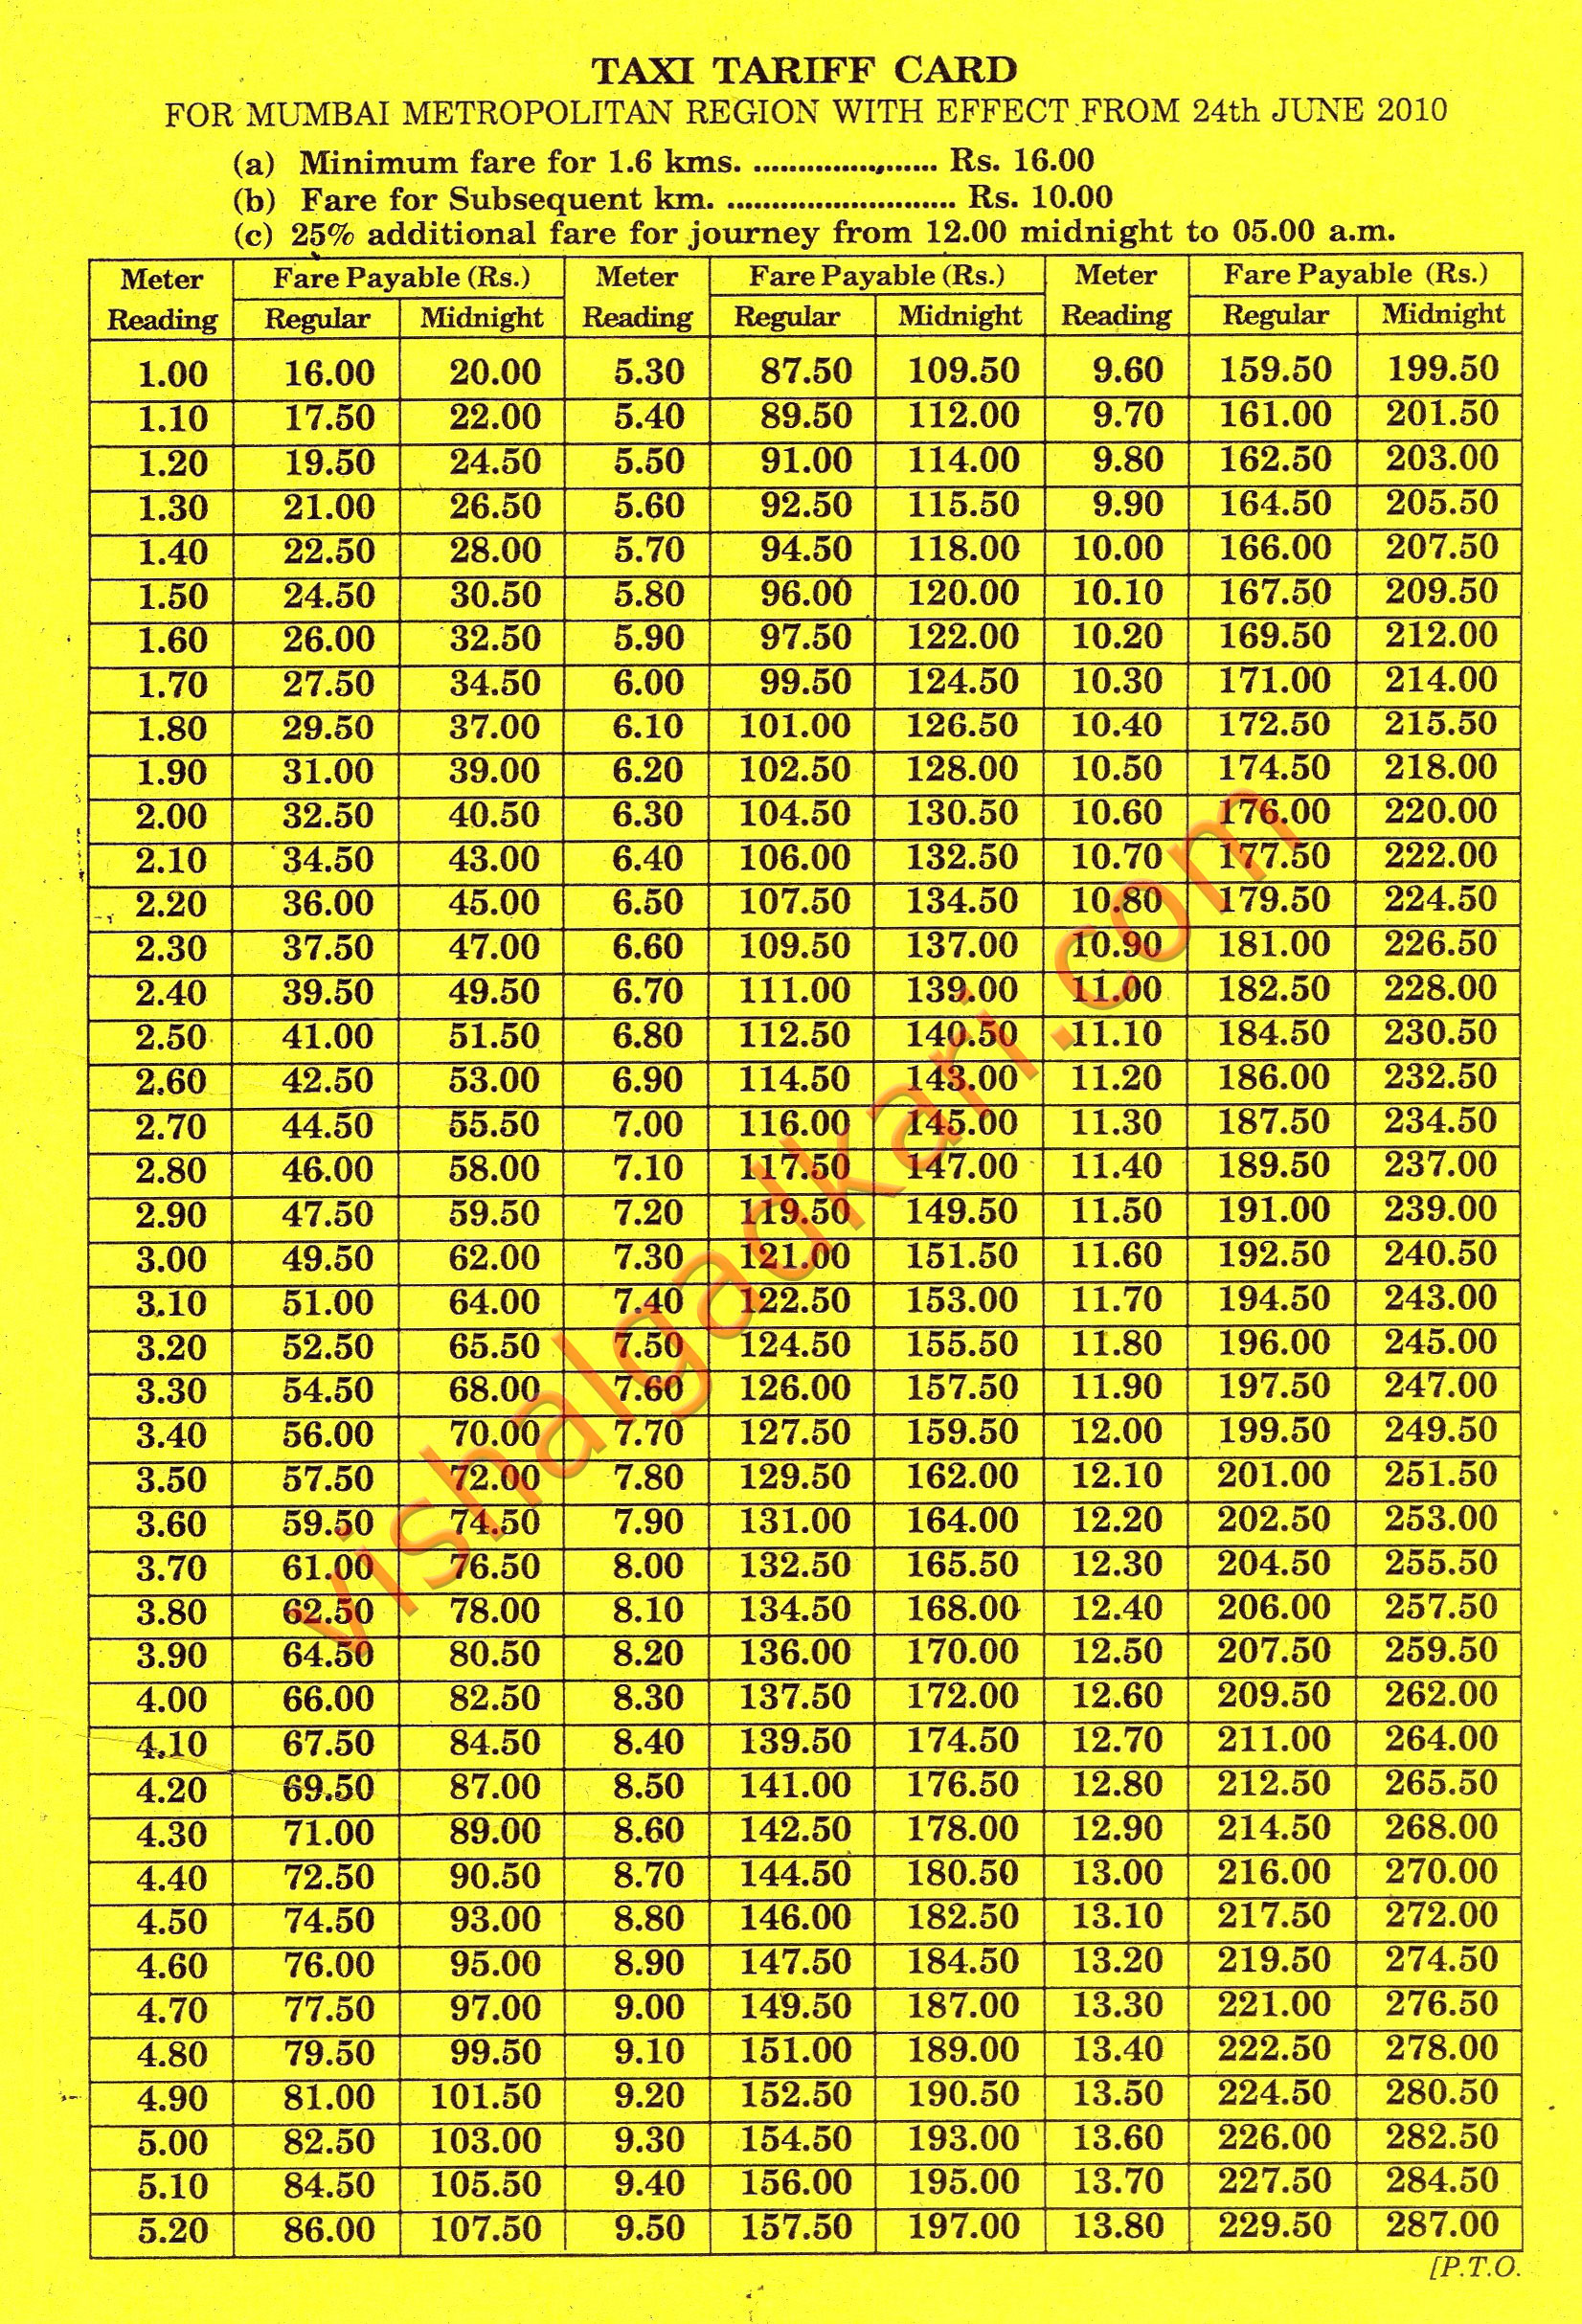 TAXI TARIFF CARD
FOR MUMBAI METROPOLITAN REGION WITH EFFECT FROM 24th JUNE 2010
(a) Minimum fare for 1.6 kms. ..................... Rs. 16.00
(b) Fare for Subsequent km. .......................... Rs. 10.00
(c) 25% additional fare for journey from 12.00 midnight to 05.00 a.m.
Meter Fare Payable (Rs.) Meter Fare Payable (Rs.) Meter Fare Payable (Rs.)
Reading Regular Midnight Reading Regular Midnight Reading Regular Midnight
1.00 16.00 20.00 5.30 87.50 109.50 9.60 159.50 199.50
1.10 17.50 22.00 5.40 89.50 112.00 9.70 161.00 201.50
1.20 19.50 24.50 5.50 91.00 114.00 9.80 162.50 203.00
1.30 21.00 26.50 5.60 92.50 115.50 9.90 164.50 205.50
1.40 22.50 28.00 5.70 94.50 118.00 10.00 166.00 207.50
1.50 24.50 30.50 5.80 96.00 120.00 10.10 167.50 209.50
1.60 26.00 32.50 5.90 97.50 122.00 10.20 169.50 212.00
1.70 27.50 34.50 6.00 99.50 124.50 10.30 171.00 214.00
1.80 29.50 37.00 6.10 101.00 126.50 10.40 172.50 215.50
1.90 31.00 39.00 6.20 102.50 128.00 10.50 174.50 218.00
2.00 32.50 40.50 6.30 104.50 130.50 10.60 176.00 220.00
2.10 34.50 43.00 6.40 106.00 132.50 10.70 177.50 222.00
2.20 36.00 45.00 6.50 107.50 134.50 10.80 179.50 224.50
2.30 37.50 47.00 6.60 109.50 137.00 10.90 181.00 226.50
2.40 39.50 49.50 6.70 111.00 139.00 11.00 182.50 228.00
2.50 41.00 51.50 6.80 112.50 140.50 11.10 184.50 230.50
2.60 42.50 53.00 6.90 114.50 143.00 11.20 186.00 232.50
2.70 44.50 55.50 7.00 116.00 145.00 11.30 187.50 234.50
2.80 46.00 58.00 7.10 117.50 147.00 11.40 189.50 237.00
2.90 47.50 59.50 7.20 119.50 149.50 11.50 191.00 239.00
3.00 49.50 62.00 7.30 121.00 151.50 11.60 192.50 240.50
3.10 51.00 64.00 7.40 122.50 153.00 11.70 194.50 243.00
3.20 52.50 65.50 7.50 124.50 155.50 11.80 196.00 245.00
3.30 54.50 68.00 7.60 126.00 157.50 11.90 197.50 247.00
3.40 56.00 70.00 7.70 127.50 159.50 12.00 199.50 249.50
3.50 57.50 72.00 7.80 129.50 162.00 12.10 201.00 251.50
3.60 59.50 74.50 7.90 131.00 164.00 12.20 202.50 253.00
3.70 61.00 76.50 8.00 132.50 165.50 12.30 204.50 255.50
3.80 62.50 78.00 8.10 134.50 168.00 12.40 206.00 257.50
3.90 64.50 80.50 8.20 136.00 170.00 12.50 207.50 259.50
4.00 66.00 82.50 8.30 137.50 172.00 12.60 209.50 262.00
4.10 67.50 84.50 8.40 139.50 174.50 12.70 211.00 264.00
4.20 69.50 87.00 8.50 141.00 176.50 12.80 212.50 265.50
4.30 71.00 89.00 8.60 142.50 178.00 12.90 214.50 268.00
4.40 72.50 90.50 8.70 144.50 180.50 13.00 216.00 270.00
4.50 74.50 93.00 8.80 146.00 182.50 13.10 217.50 272.00
4.60 76.00 95.00 8.90 147.50 184.50 13.20 219.50 274.50
4.70 77.50 97.00 9.00 149.50 187.00 13.30 221.00 276.50
4.80 79.50 99.50 9.10 151.00 189.00 13.40 222.50 278.00
4.90 81.00 101.50 9.20 152.50 190.50 13.50 224.50 280.50
5.00 82.50 103.00 9.30 154.50 193.00 13.60 226.00 282.50
5.10 84.50 105.50 9.40 156.00 195.00 13.70 227.50 284.50
5.20 86.00 107.50 9.50 157.50 197.00 13.80 229.50 287.00
[P.T.O.
vishalgadkari.com